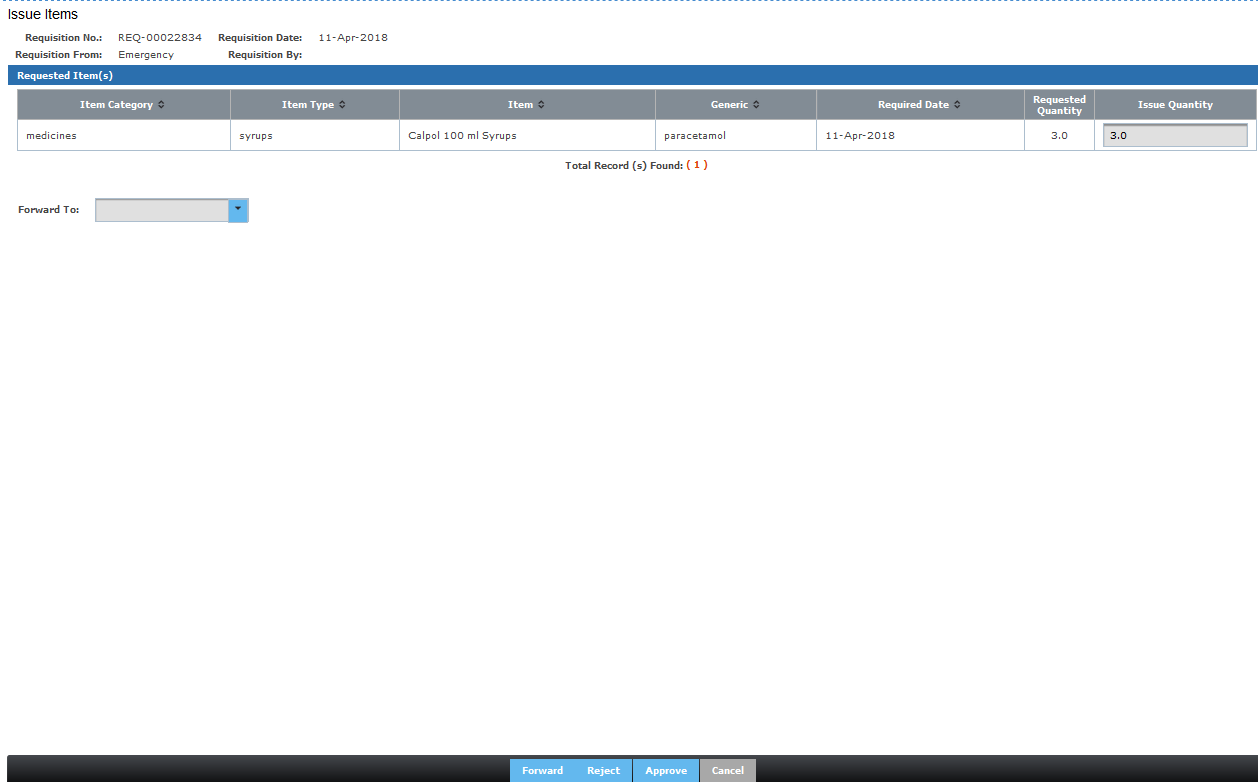 Issue Items
Requisition No.: REQ-00022834 Requisition Date: 11-Apr-2018
Requisition From: Emergency Requisition By:
Requested Item(s)
Item Category Item Type Item Generic Required Date Requested Quantity Issue Quantity
medicines syrups Calpol 100 ml Syrups paracetamol 11-Apr-2018 3.0 3.0
Total Record (s) Found: ( 1 )
Forward To:
Forward Reject Approve Cancel